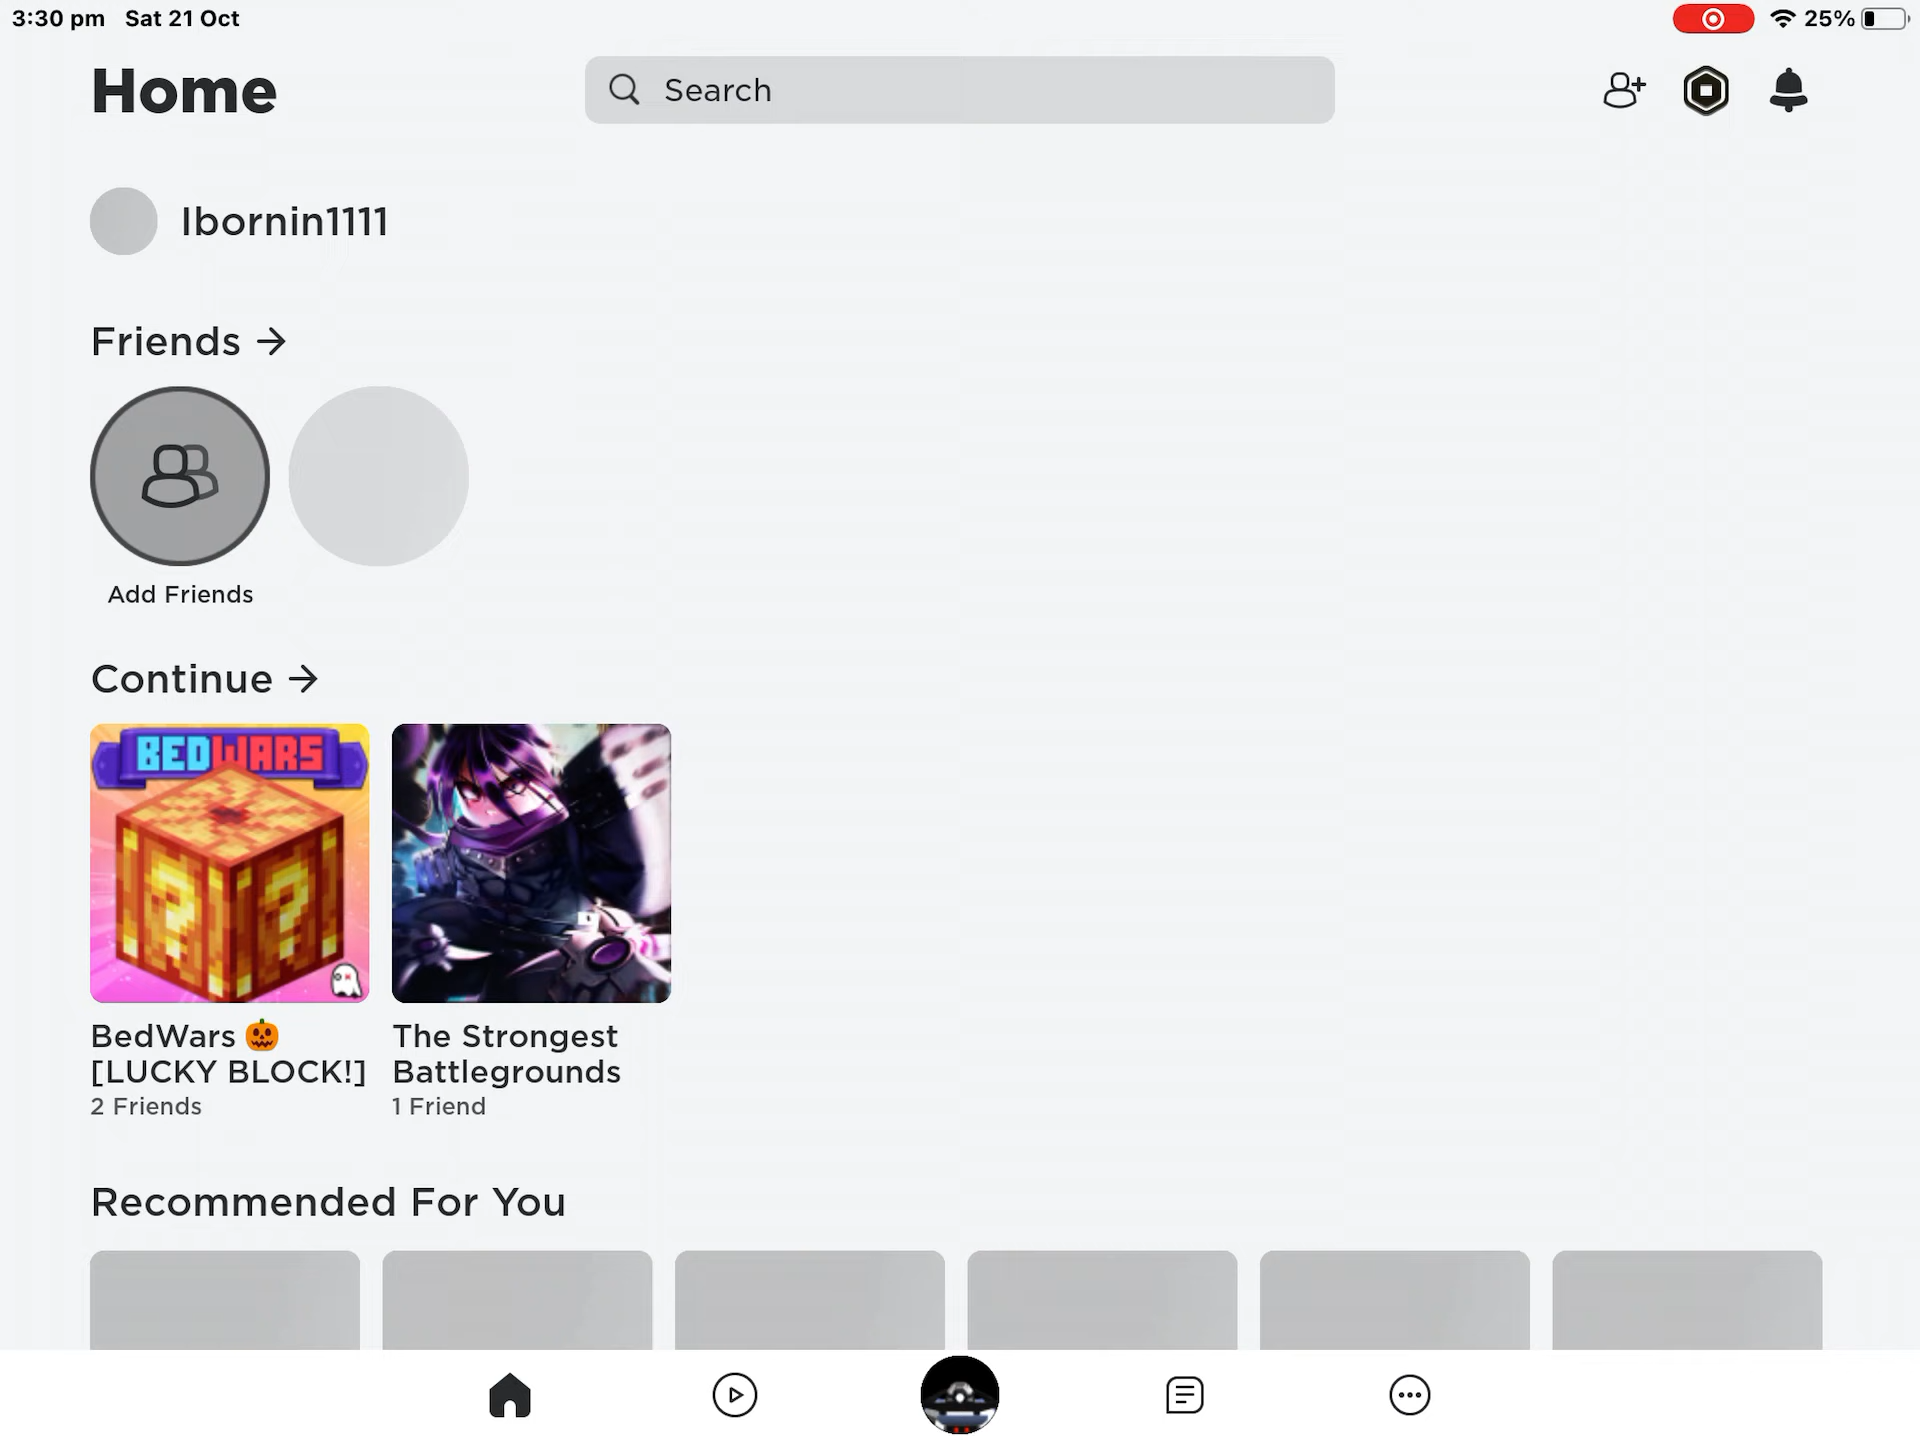 3:30 pm Sat 21 Oct 25%
Home Search
Ibornin1111
Friends →
Add Friends
Continue →
BEDWARS
BedWars 🎃
[LUCKY BLOCK!]
2 Friends
The Strongest
Battlegrounds
1 Friend
Recommended For You